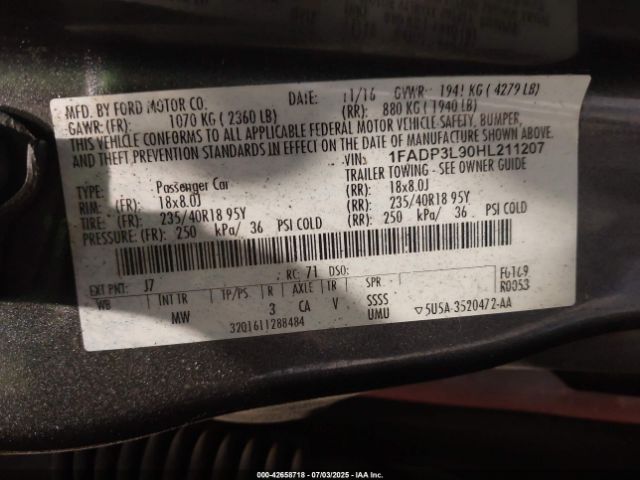 MFD. BY FORD MOTOR CO. DATE: 11/16 GVWR: 1941 KG ( 4279 LB)
GAWR: (FR): 1070 KG ( 2360 LB) (RR): 880 KG ( 1940 LB)
THIS VEHICLE CONFORMS TO ALL APPLICABLE FEDERAL MOTOR VEHICLE SAFETY, BUMPER,
THEFT PREVENTION STANDARDS IN EFFECT ON THE DATE OF MANUFACTURE SHOWN ABOVE.
VIN: 1FADP3L90HL211207
TYPE: Passenger Car TRAILER TOWING - SEE OWNER GUIDE
RIM: (FR): 18x8.0J (RR): 18x8.0J
TIRE: (FR): 235/40R18 95Y (RR): 235/40R18 95Y
PRESSURE: (FR): 250 kPa/ 36 PSI COLD (RR): 250 kPa/ 36 PSI COLD
EXT PNT: J7 RC: 71 DSO: F0169
WB INT TR TP/PS R AXLE TR SPR R0053
MW 3 CA V SSSS
3201611288484 UMU ▽5U5A-3520472-AA
000-42658718 - 07/03/2025 - IAA Inc.